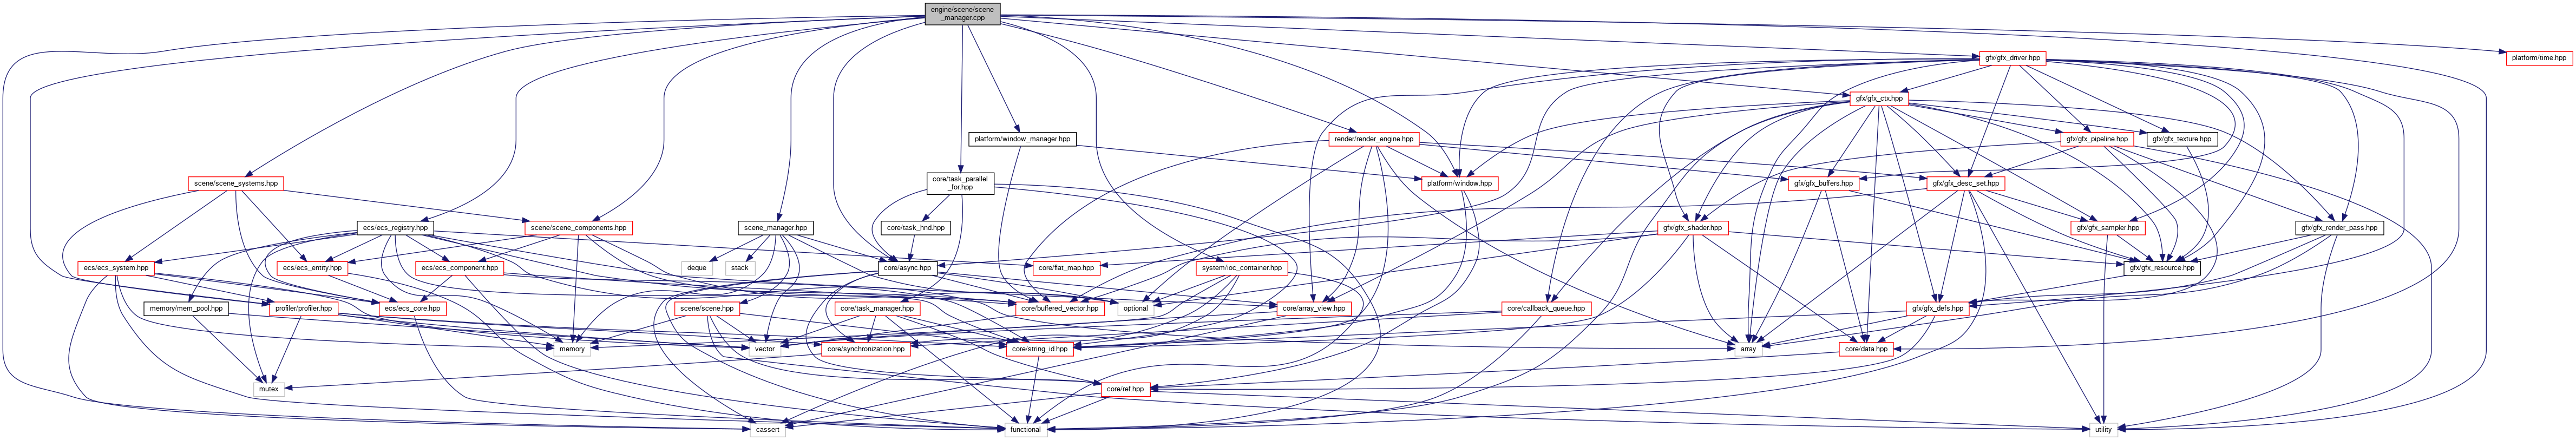 engine/scene/scene
_manager.cpp
gfx/gfx_driver.hpp
platform/time.hpp
gfx/gfx_ctx.hpp
platform/window_manager.hpp
render/render_engine.hpp
gfx/gfx_pipeline.hpp
gfx/gfx_texture.hpp
scene/scene_systems.hpp
core/task_parallel
_for.hpp
platform/window.hpp
gfx/gfx_buffers.hpp
gfx/gfx_desc_set.hpp
ecs/ecs_registry.hpp
scene/scene_components.hpp
scene_manager.hpp
core/task_hnd.hpp
gfx/gfx_shader.hpp
gfx/gfx_sampler.hpp
gfx/gfx_render_pass.hpp
ecs/ecs_system.hpp
ecs/ecs_entity.hpp
ecs/ecs_component.hpp
deque
stack
core/async.hpp
core/flat_map.hpp
system/ioc_container.hpp
gfx/gfx_resource.hpp
memory/mem_pool.hpp
profiler/profiler.hpp
ecs/ecs_core.hpp
scene/scene.hpp
core/task_manager.hpp
core/buffered_vector.hpp
optional
core/array_view.hpp
core/callback_queue.hpp
gfx/gfx_defs.hpp
memory
vector
core/synchronization.hpp
core/string_id.hpp
array
core/data.hpp
mutex
core/ref.hpp
cassert
functional
utility